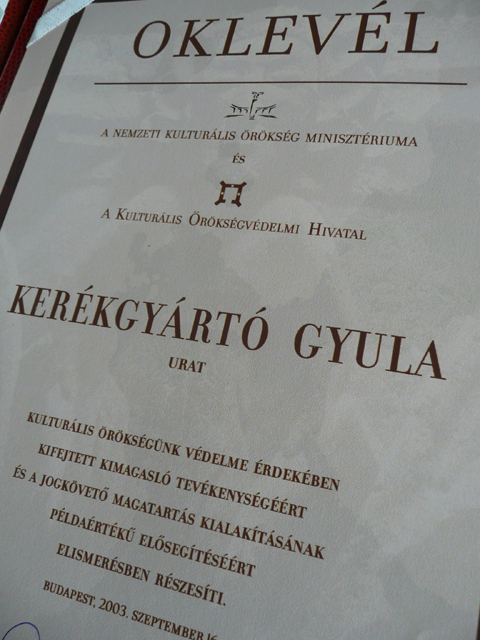 OKLEVÉL
A NEMZETI KULTURÁLIS ÖRÖKSÉG MINISZTÉRIUMA
ÉS
A KULTURÁLIS ÖRÖKSÉGVÉDELMI HIVATAL
KERÉKGYÁRTÓ GYULA
URAT
KULTURÁLIS ÖRÖKSÉGÜNK VÉDELME ÉRDEKÉBEN
KIFEJTETT KIMAGASLÓ TEVÉKENYSÉGÉÉRT
ÉS A JOGKÖVETŐ MAGATARTÁS KIALAKÍTÁSÁNAK
PÉLDAÉRTÉKŰ ELŐSEGÍTÉSÉÉRT
ELISMERÉSBEN RÉSZESÍTI.
BUDAPEST, 2003. SZEPTEMBER 16